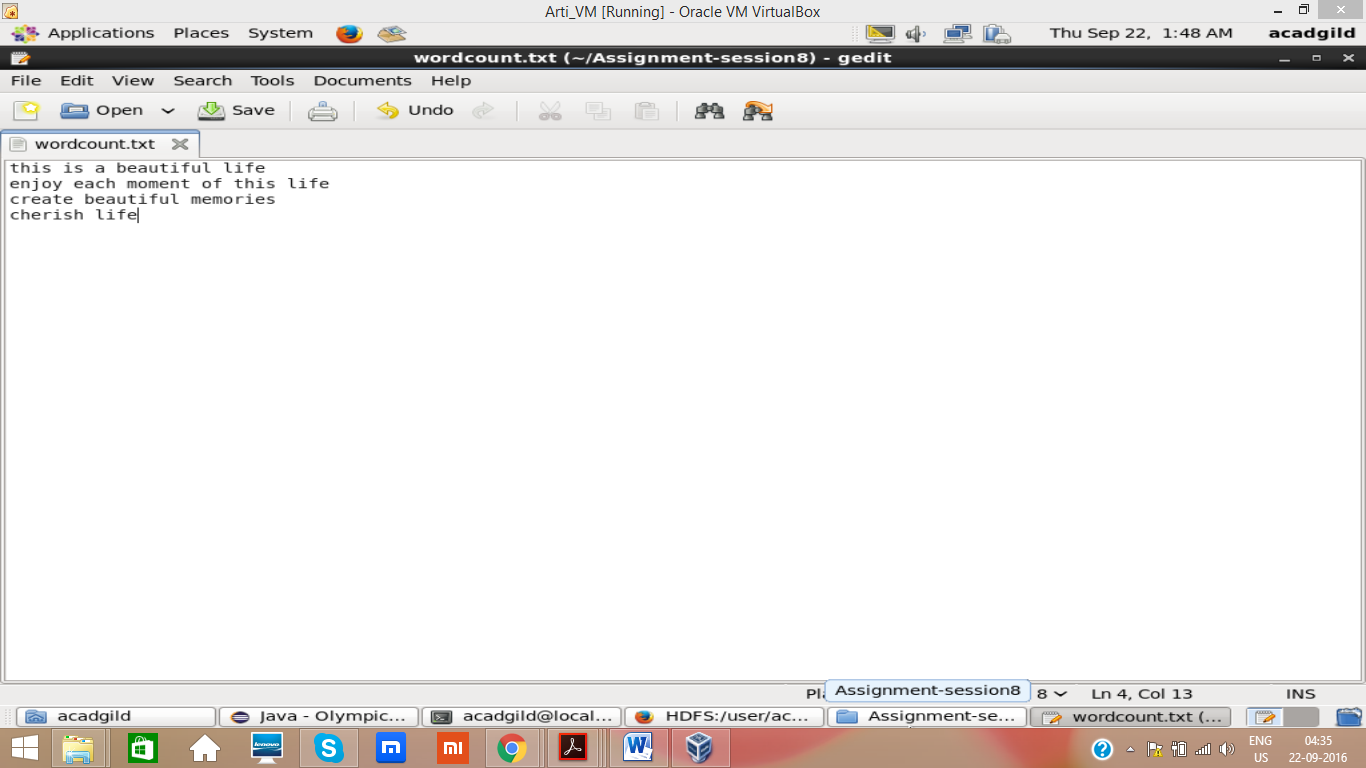 Arti_VM [Running] - Oracle VM VirtualBox
Applications Places System Thu Sep 22, 1:48 AM acadgild
wordcount.txt (~/Assignment-session8) - gedit
File Edit View Search Tools Documents Help
Open Save Undo
wordcount.txt
this is a beautiful life
enjoy each moment of this life
create beautiful memories
cherish life
Assignment-session8 8 Ln 4, Col 13 INS
acadgild Java - Olympic... acadgild@local... HDFS:/user/ac... Assignment-se... wordcount.txt (...
lenovo S m mi W ENG 04:35
US 22-09-2016